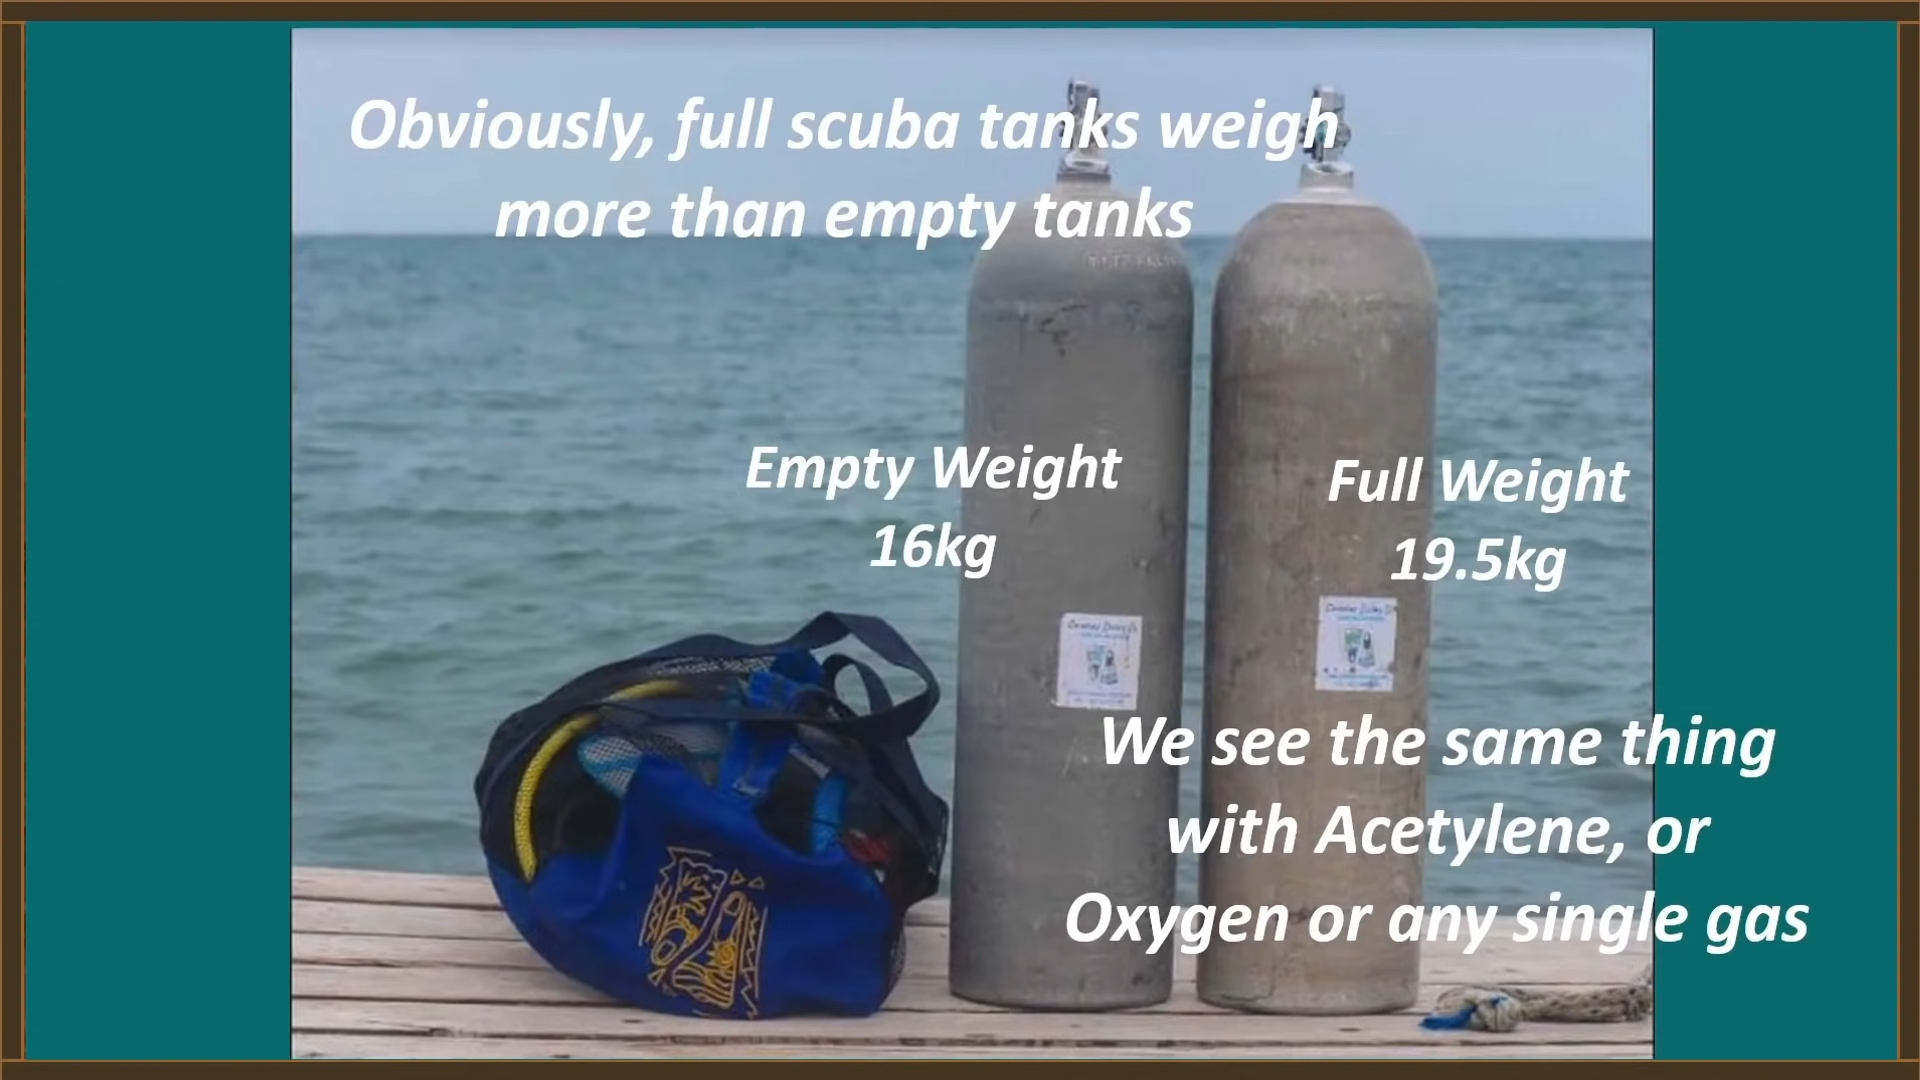 Obviously, full scuba tanks weigh
more than empty tanks
Empty Weight
16kg
Full Weight
19.5kg
We see the same thing
with Acetylene, or
Oxygen or any single gas